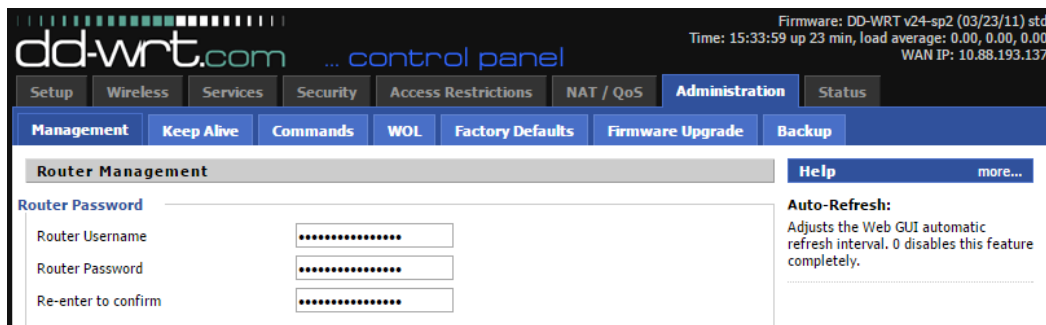 dd-wrt.com ... control panel
Firmware: DD-WRT v24-sp2 (03/23/11) std
Time: 15:33:59 up 23 min, load average: 0.00, 0.00, 0.00
WAN IP: 10.88.193.137
Setup Wireless Services Security Access Restrictions NAT / QoS Administration Status
Management Keep Alive Commands WOL Factory Defaults Firmware Upgrade Backup
Router Management
Router Password
Router Username ••••••••••••••••
Router Password ••••••••••••••••
Re-enter to confirm ••••••••••••••••
Help more...
Auto-Refresh:
Adjusts the Web GUI automatic
refresh interval. 0 disables this feature
completely.